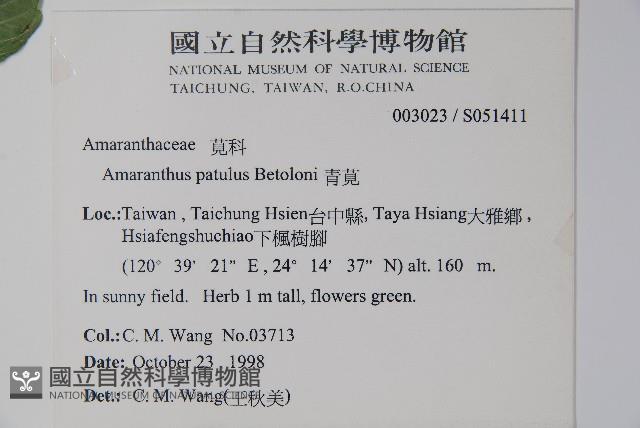 國立自然科學博物館
NATIONAL MUSEUM OF NATURAL SCIENCE
TAICHUNG, TAIWAN, R.O.CHINA
003023 / S051411
Amaranthaceae 莧科
Amaranthus patulus Betoloni 青莧
Loc.:Taiwan , Taichung Hsien台中縣, Taya Hsiang大雅鄉 ,
Hsiafengshuchiao下楓樹腳
(120° 39' 21" E , 24° 14' 37" N) alt. 160 m.
In sunny field. Herb 1 m tall, flowers green.
Col.:C. M. Wang No.03713
Date: October 23 , 1998
國立自然科學博物館
NATIONAL MUSEUM OF NATURAL SCIENCE
Det.: C. M. Wang(王秋美)